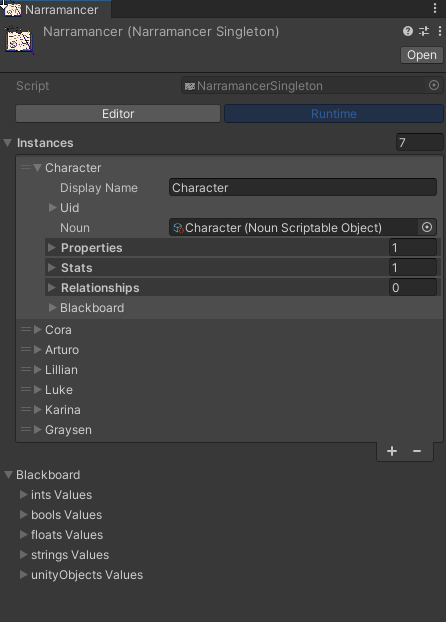 Narramancer
Narramancer (Narramancer Singleton)
Open
Script NarramancerSingleton
Editor Runtime
Instances 7
Character
Display Name Character
Uid
Noun Character (Noun Scriptable Object)
Properties 1
Stats 1
Relationships 0
Blackboard
Cora
Arturo
Lillian
Luke
Karina
Graysen
Blackboard
ints Values
bools Values
floats Values
strings Values
unityObjects Values